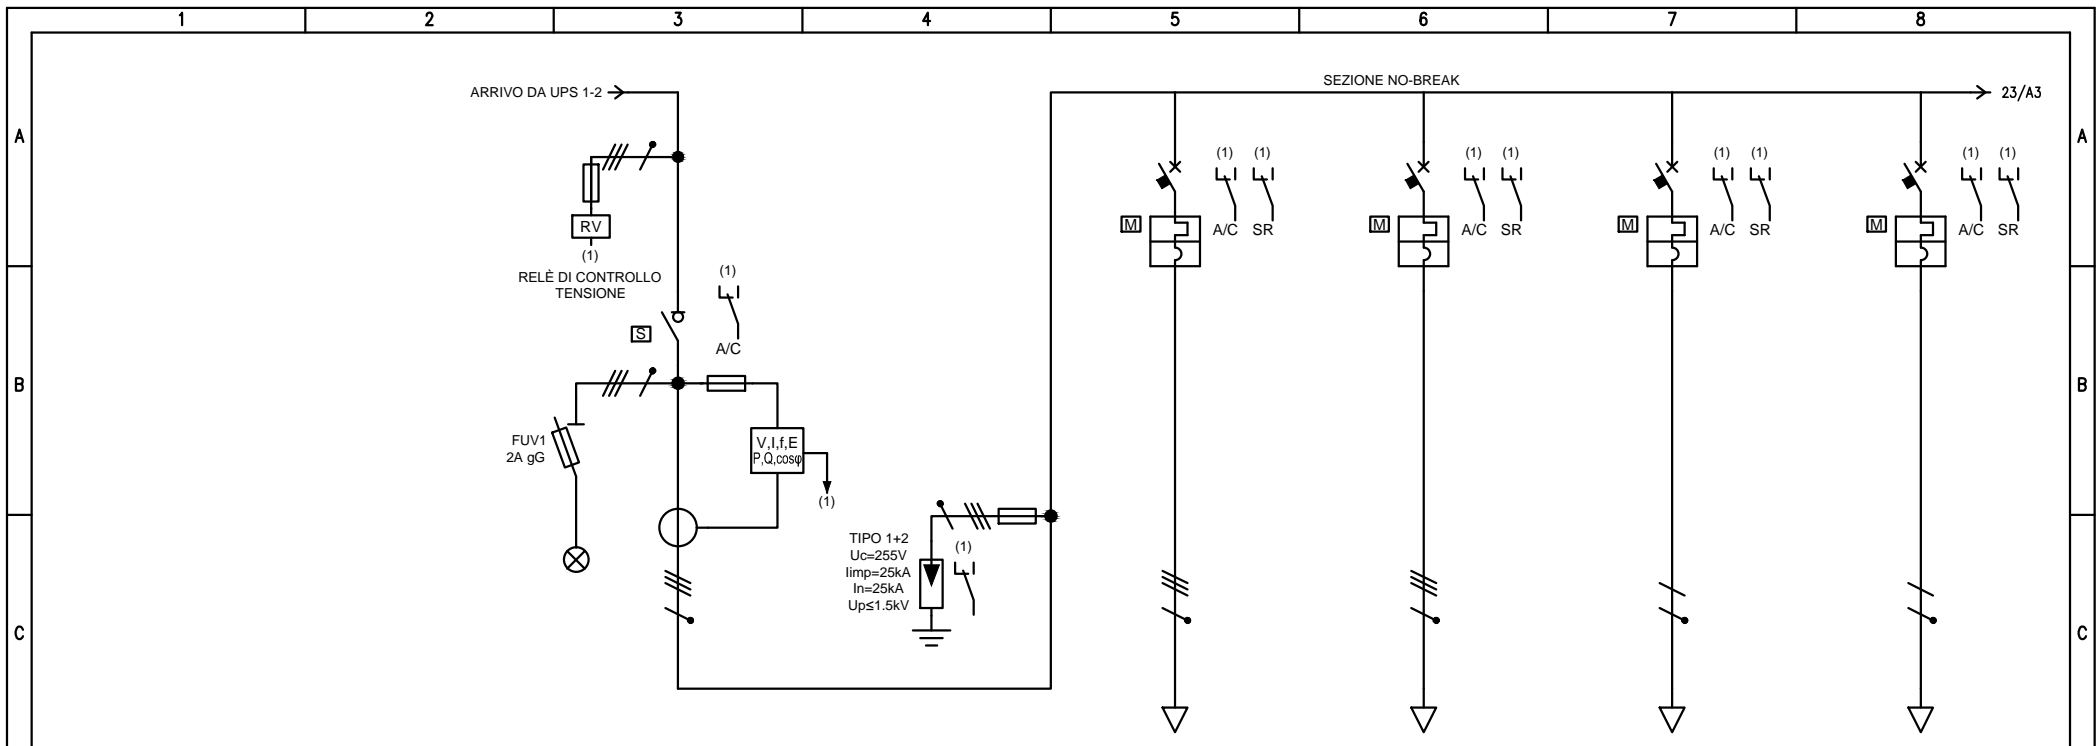 1 2 3 4 5 6 7 8
ARRIVO DA UPS 1-2
SEZIONE NO-BREAK
23/A3
A A
(1) (1) (1) (1) (1) (1) (1) (1)
RV
(1)
RELÈ DI CONTROLLO
TENSIONE
M A/C SR M A/C SR M A/C SR M A/C SR
(1)
S
A/C
B B
FUV1
2A gG
V,I,f,E
P,Q,cosφ
(1)
TIPO 1+2
Uc=255V
Iimp=25kA
In=25kA
Up≤1.5kV
(1)
C C